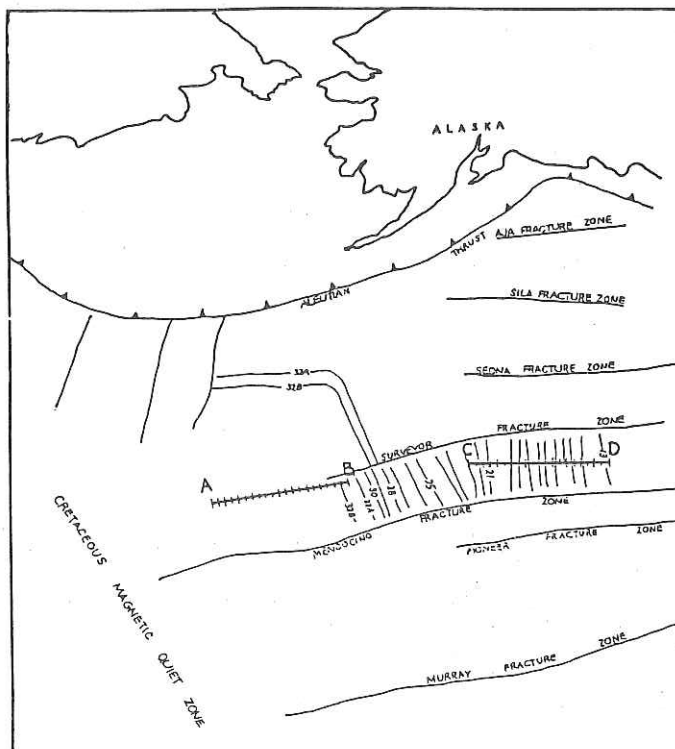 ALASKA
AJA FRACTURE ZONE
ALEUTIAN THRUST
SILA FRACTURE ZONE
SEDNA FRACTURE ZONE
32A
32B
SURVEYOR FRACTURE ZONE
A
B
C
D
21
25
28
30
32A
32B
MENDOCINO FRACTURE ZONE
PIONEER FRACTURE ZONE
CRETACEOUS MAGNETIC QUIET ZONE
MURRAY FRACTURE ZONE